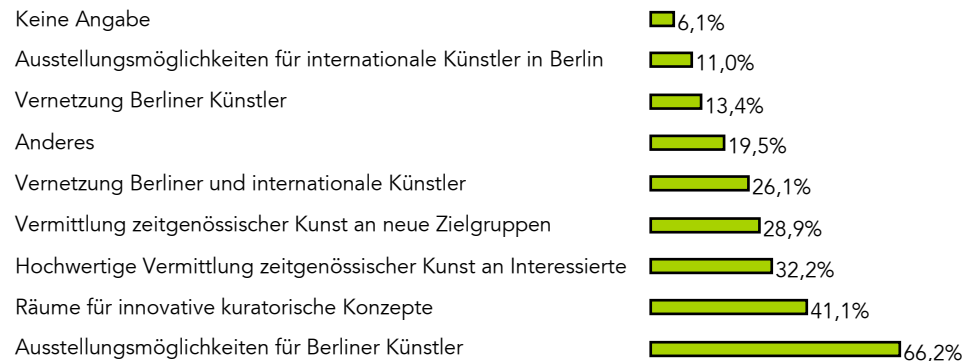 Keine Angabe 6,1%
Ausstellungsmöglichkeiten für internationale Künstler in Berlin 11,0%
Vernetzung Berliner Künstler 13,4%
Anderes 19,5%
Vernetzung Berliner und internationale Künstler 26,1%
Vermittlung zeitgenössischer Kunst an neue Zielgruppen 28,9%
Hochwertige Vermittlung zeitgenössischer Kunst an Interessierte 32,2%
Räume für innovative kuratorische Konzepte 41,1%
Ausstellungsmöglichkeiten für Berliner Künstler 66,2%